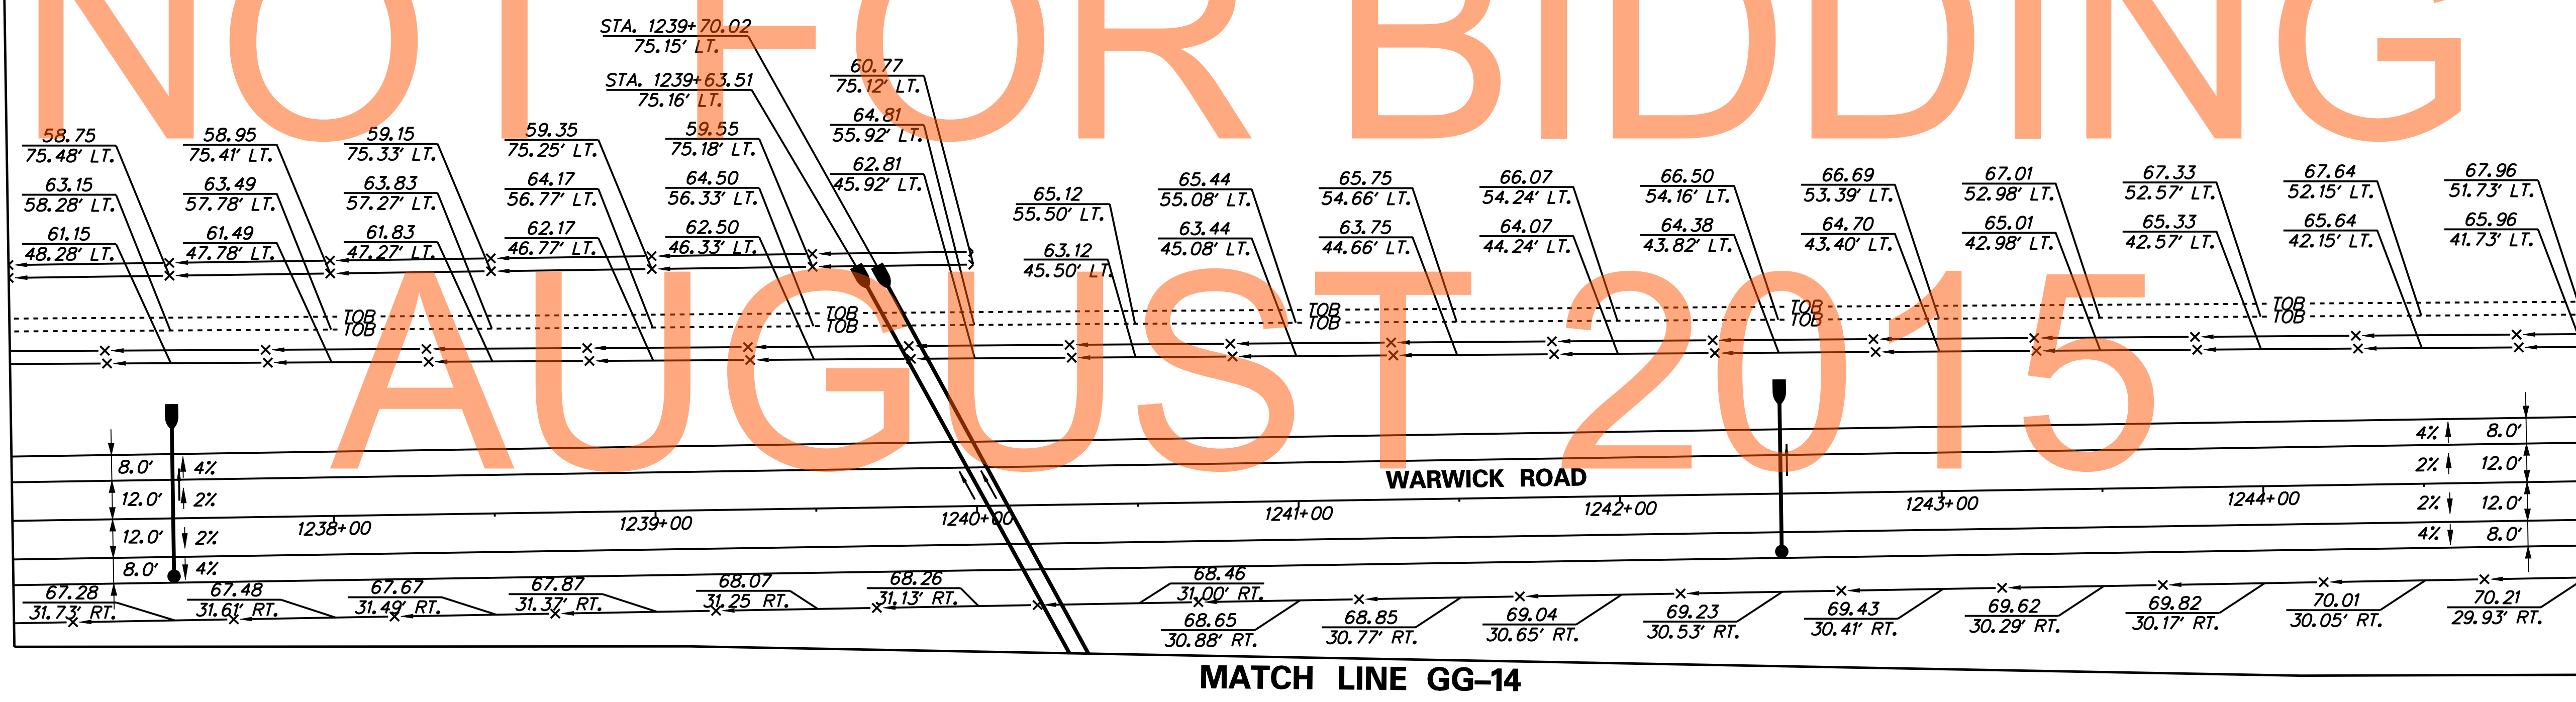 NOT FOR BIDDING
AUGUST 2015
STA. 1239+70.02
75.15' LT.
STA. 1239+63.51
75.16' LT.
60.77
75.12' LT.
64.81
55.92' LT.
62.81
45.92' LT.
58.75
75.48' LT.
63.15
58.28' LT.
61.15
48.28' LT.
58.95
75.41' LT.
63.49
57.78' LT.
61.49
47.78' LT.
59.15
75.33' LT.
63.83
57.27' LT.
61.83
47.27' LT.
59.35
75.25' LT.
64.17
56.77' LT.
62.17
46.77' LT.
59.55
75.18' LT.
64.50
56.33' LT.
62.50
46.33' LT.
65.12
55.50' LT.
63.12
45.50' LT.
65.44
55.08' LT.
63.44
45.08' LT.
65.75
54.66' LT.
63.75
44.66' LT.
66.07
54.24' LT.
64.07
44.24' LT.
66.50
54.16' LT.
64.38
43.82' LT.
66.69
53.39' LT.
64.70
43.40' LT.
67.01
52.98' LT.
65.01
42.98' LT.
67.33
52.57' LT.
65.33
42.57' LT.
67.64
52.15' LT.
65.64
42.15' LT.
67.96
51.73' LT.
65.96
41.73' LT.
TOB
TOB
TOB
TOB
TOB
TOB
TOB
TOB
TOB
TOB
8.0' 4%
12.0' 2%
12.0' 2%
8.0' 4%
4% 8.0'
2% 12.0'
2% 12.0'
4% 8.0'
WARWICK ROAD
1238+00
1239+00
1240+00
1241+00
1242+00
1243+00
1244+00
67.28
31.73' RT.
67.48
31.61' RT.
67.67
31.49' RT.
67.87
31.37' RT.
68.07
31.25 RT.
68.26
31.13' RT.
68.46
31.00' RT.
68.65
30.88' RT.
68.85
30.77' RT.
69.04
30.65' RT.
69.23
30.53' RT.
69.43
30.41' RT.
69.62
30.29' RT.
69.82
30.17' RT.
70.01
30.05' RT.
70.21
29.93' RT.
MATCH LINE GG–14